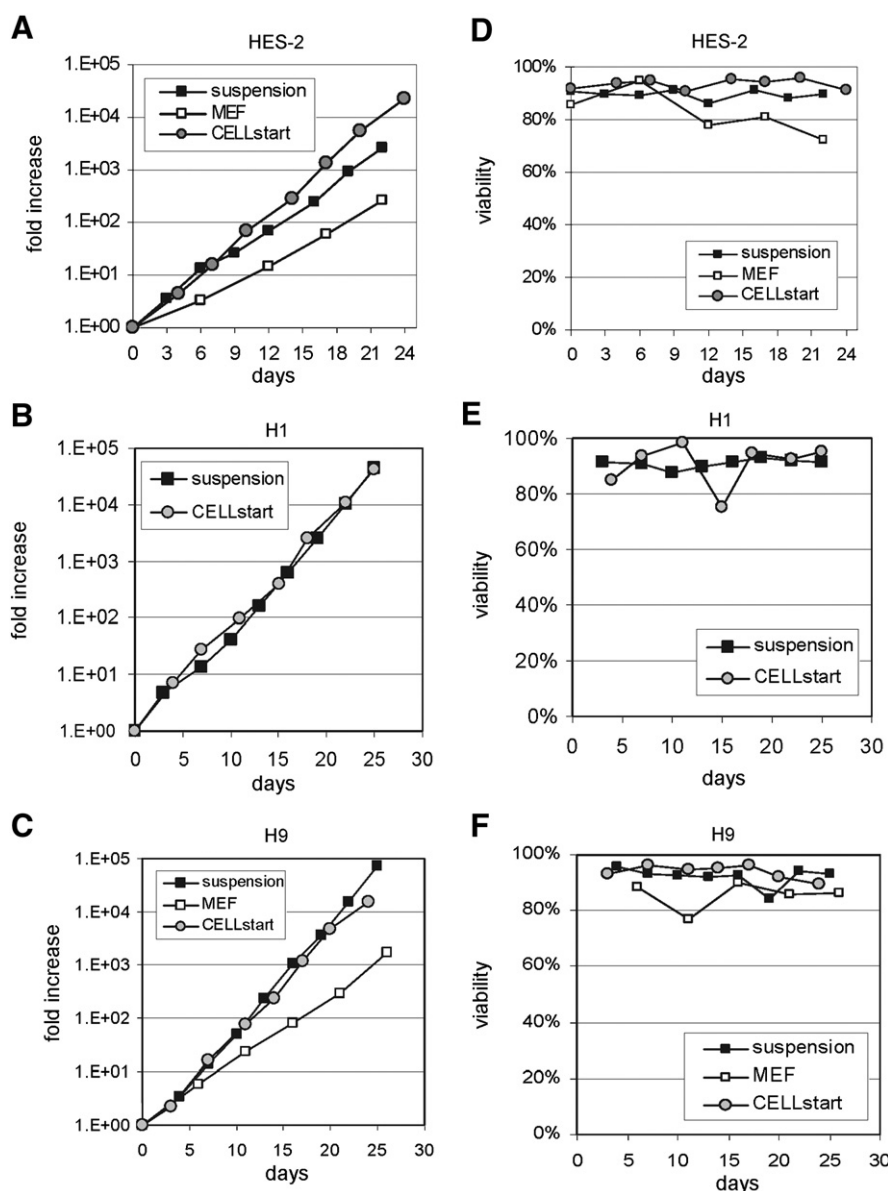 A
HES-2
1.E+05
1.E+04
1.E+03
1.E+02
1.E+01
1.E+00
fold increase
suspension
MEF
CELLstart
0 3 6 9 12 15 18 21 24
days
D
HES-2
100%
80%
60%
40%
20%
0%
viability
suspension
MEF
CELLstart
0 3 6 9 12 15 18 21 24
days
B
H1
1.E+05
1.E+04
1.E+03
1.E+02
1.E+01
1.E+00
fold increase
suspension
CELLstart
0 5 10 15 20 25 30
days
E
H1
100%
80%
60%
40%
20%
0%
viability
suspension
CELLstart
0 5 10 15 20 25 30
days
C
H9
1.E+05
1.E+04
1.E+03
1.E+02
1.E+01
1.E+00
fold increase
suspension
MEF
CELLstart
0 5 10 15 20 25 30
days
F
H9
100%
80%
60%
40%
20%
0%
viability
suspension
MEF
CELLstart
0 5 10 15 20 25 30
days